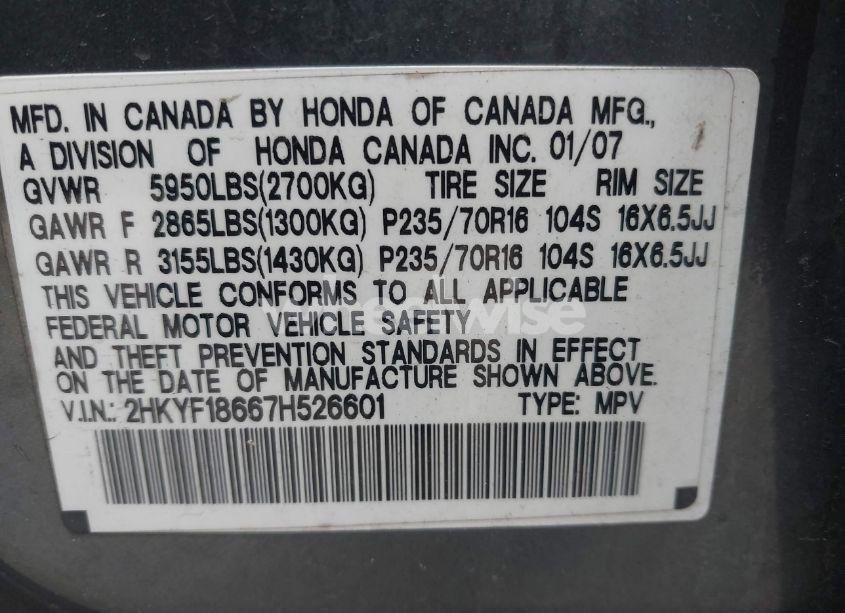 MFD. IN CANADA BY HONDA OF CANADA MFG.,
A DIVISION OF HONDA CANADA INC. 01/07
GVWR 5950LBS(2700KG) TIRE SIZE RIM SIZE
GAWR F 2865LBS(1300KG) P235/70R16 104S 16X6.5JJ
GAWR R 3155LBS(1430KG) P235/70R16 104S 16X6.5JJ
THIS VEHICLE CONFORMS TO ALL APPLICABLE
FEDERAL MOTOR VEHICLE SAFETY
AND THEFT PREVENTION STANDARDS IN EFFECT
ON THE DATE OF MANUFACTURE SHOWN ABOVE.
V.I.N.: 2HKYF18667H526601 TYPE: MPV